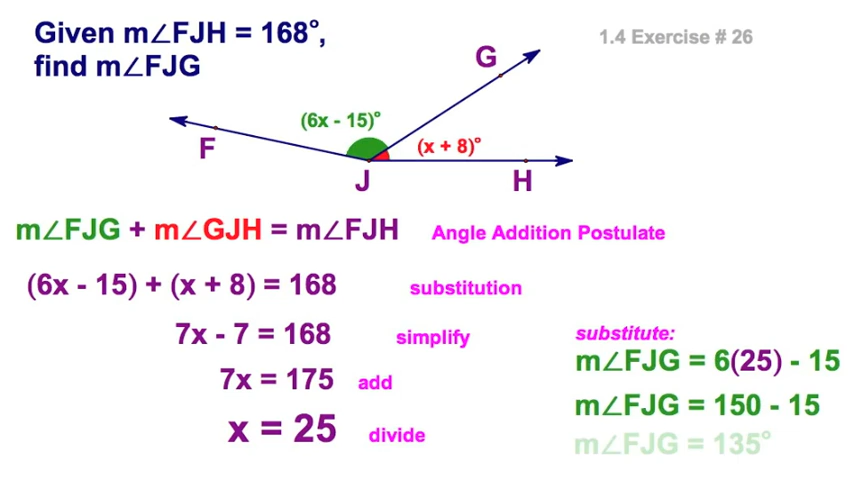 Given m∠FJH = 168°,
find m∠FJG
1.4 Exercise # 26
G
(6x - 15)°
(x + 8)°
F
J
H
m∠FJG + m∠GJH = m∠FJH
Angle Addition Postulate
(6x - 15) + (x + 8) = 168
substitution
7x - 7 = 168
simplify
7x = 175
add
x = 25
divide
substitute:
m∠FJG = 6(25) - 15
m∠FJG = 150 - 15
m∠FJG = 135°